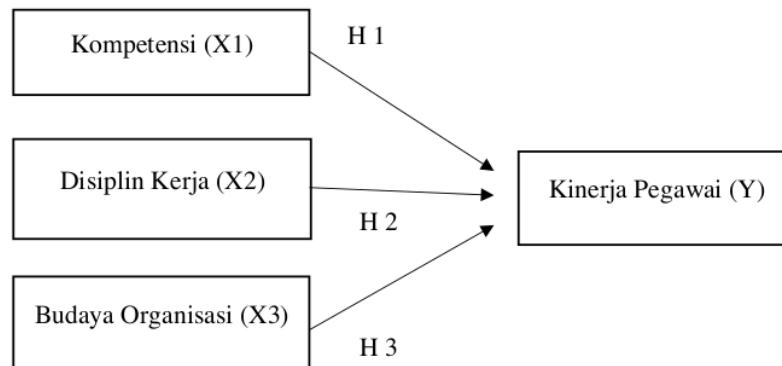 Kompetensi (X1)
H 1
Disiplin Kerja (X2)
Kinerja Pegawai (Y)
H 2
Budaya Organisasi (X3)
H 3